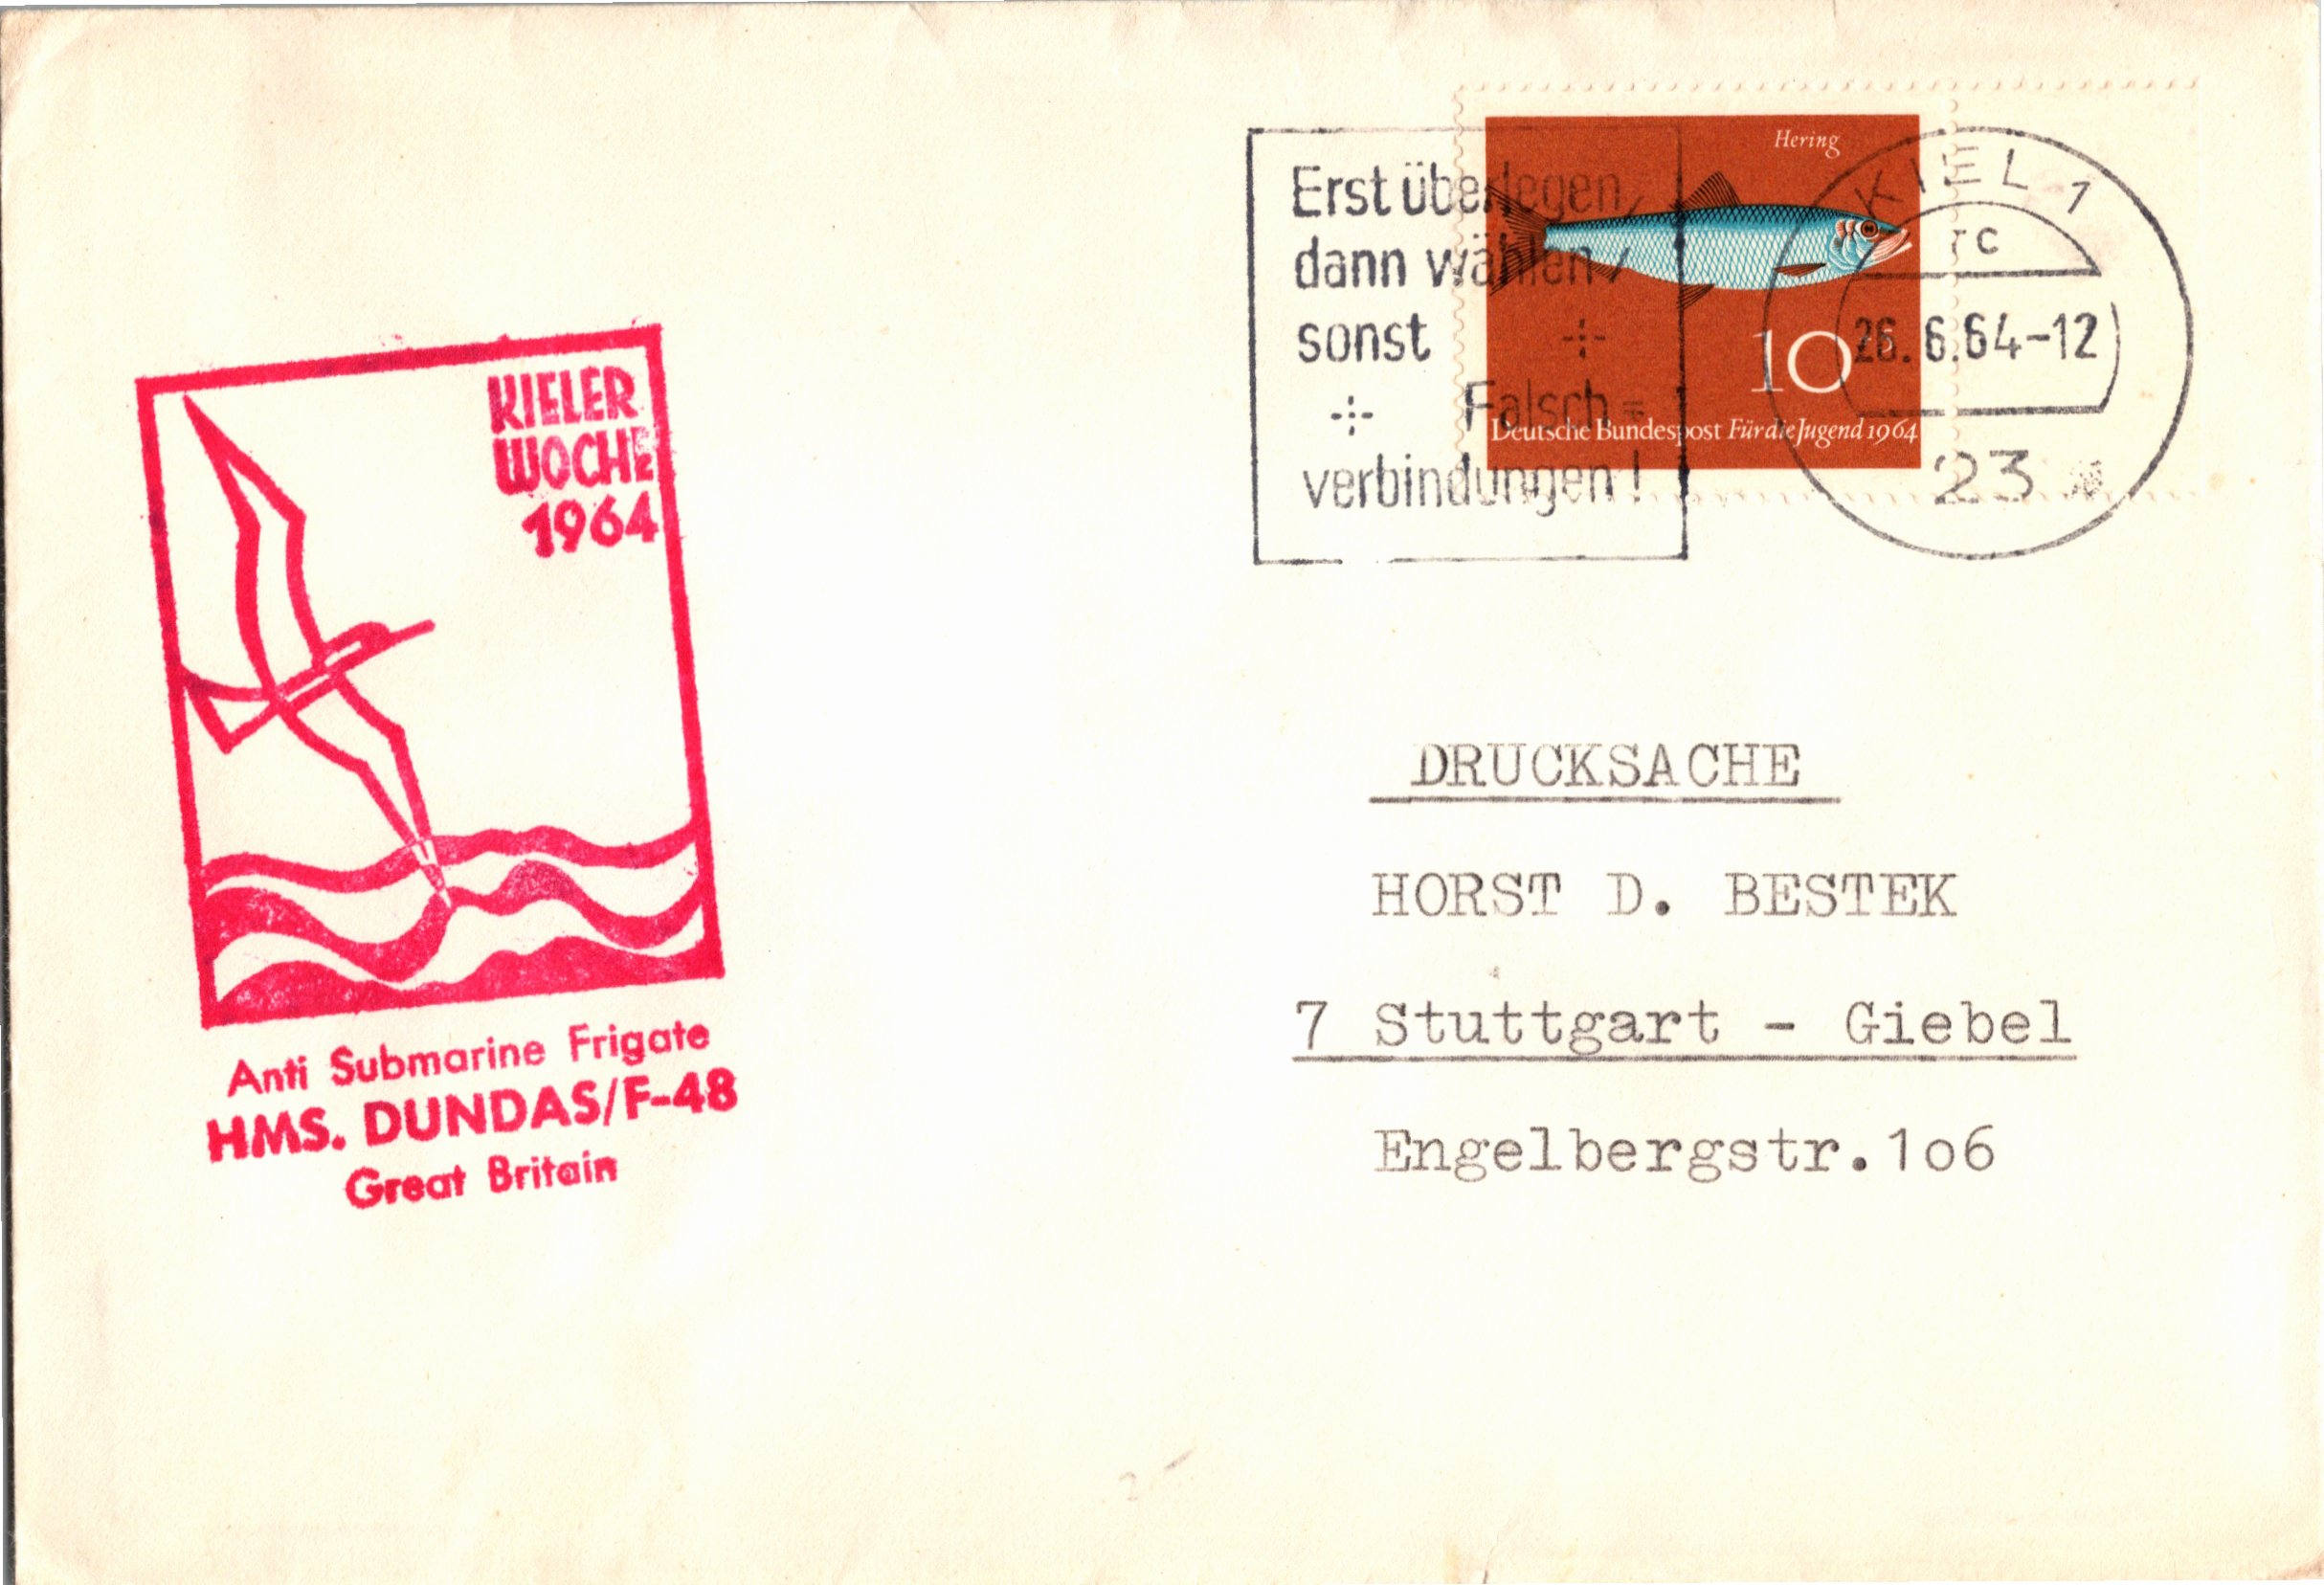 KIELER
WOCHE
1964
Anti Submarine Frigate
HMS. DUNDAS/F-48
Great Britain
Erst überlegen,
dann wählen,
sonst
Falsch=
verbindungen!
Hering
10
Deutsche Bundespost Für die Jugend 1964
KIEL 1
26.6.64-12
23
DRUCKSACHE
HORST D. BESTEK
7 Stuttgart - Giebel
Engelbergstr.1o6